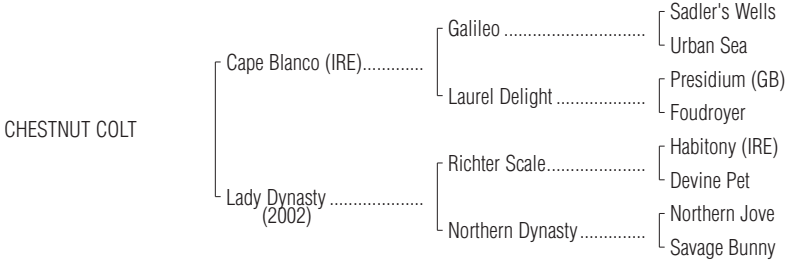 Sadler's Wells
Galileo ..............................
Urban Sea
Cape Blanco (IRE).............
Presidium (GB)
Laurel Delight ...................
Foudroyer
CHESTNUT COLT
Habitony (IRE)
Richter Scale.....................
Devine Pet
Lady Dynasty ....................
(2002)
Northern Jove
Northern Dynasty ..............
Savage Bunny